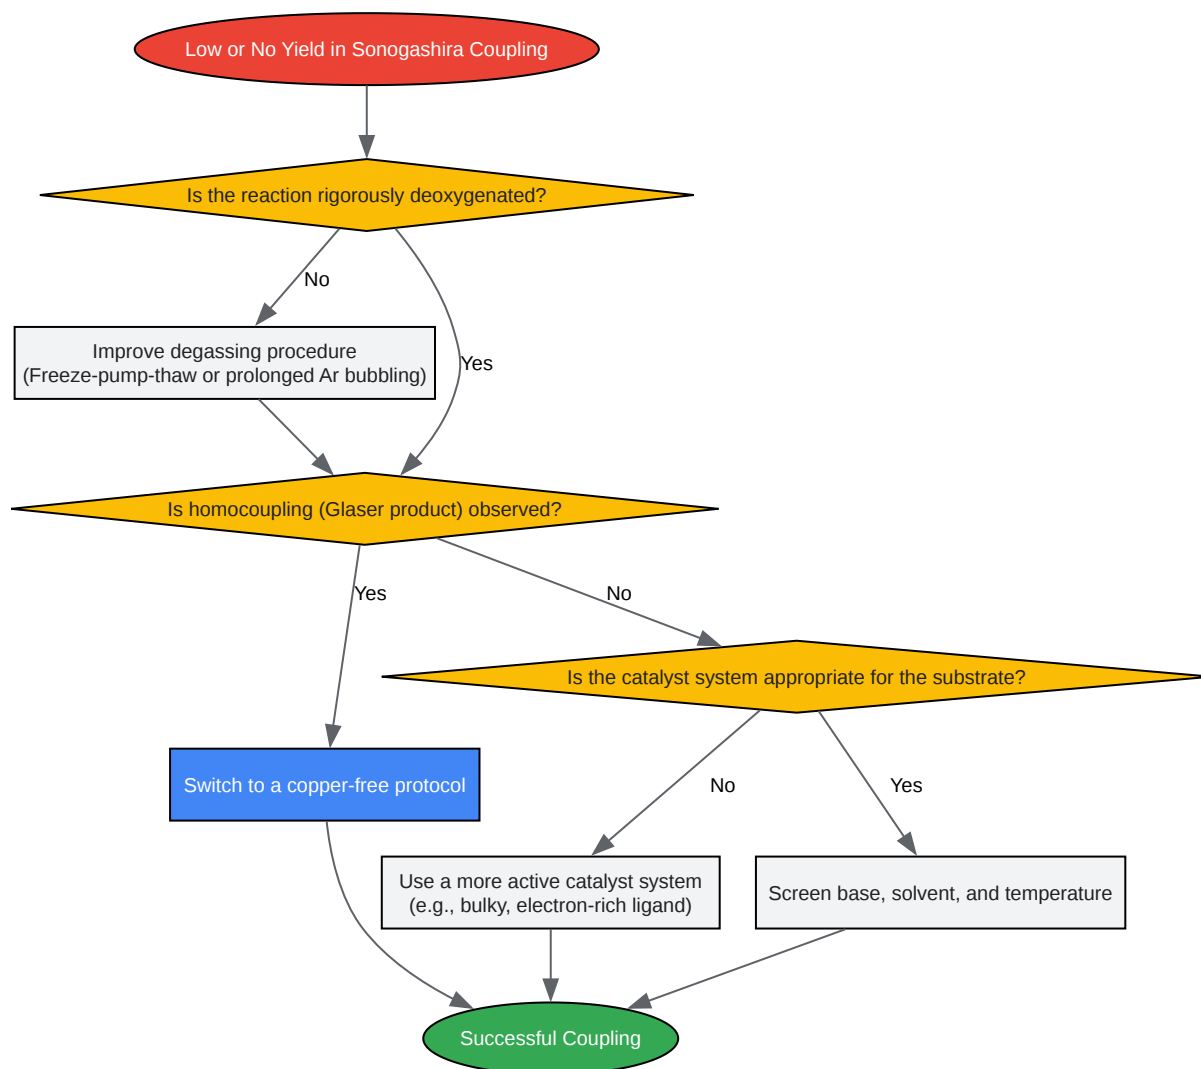 Low or No Yield in Sonogashira Coupling
Is the reaction rigorously deoxygenated?
No
Improve degassing procedure
(Freeze-pump-thaw or prolonged Ar bubbling)
Yes
Is homocoupling (Glaser product) observed?
Yes
No
Is the catalyst system appropriate for the substrate?
Switch to a copper-free protocol
No
Yes
Use a more active catalyst system
(e.g., bulky, electron-rich ligand)
Screen base, solvent, and temperature
Successful Coupling